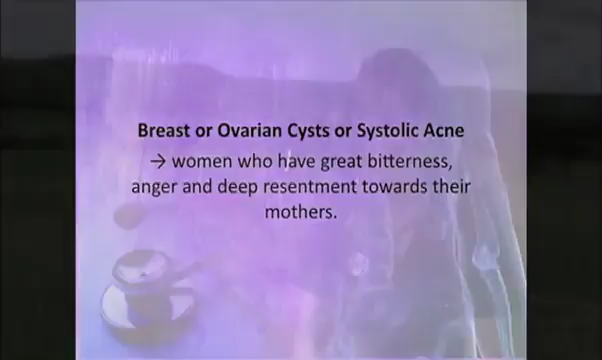 Breast or Ovarian Cysts or Systolic Acne
→ women who have great bitterness,
anger and deep resentment towards their
mothers.